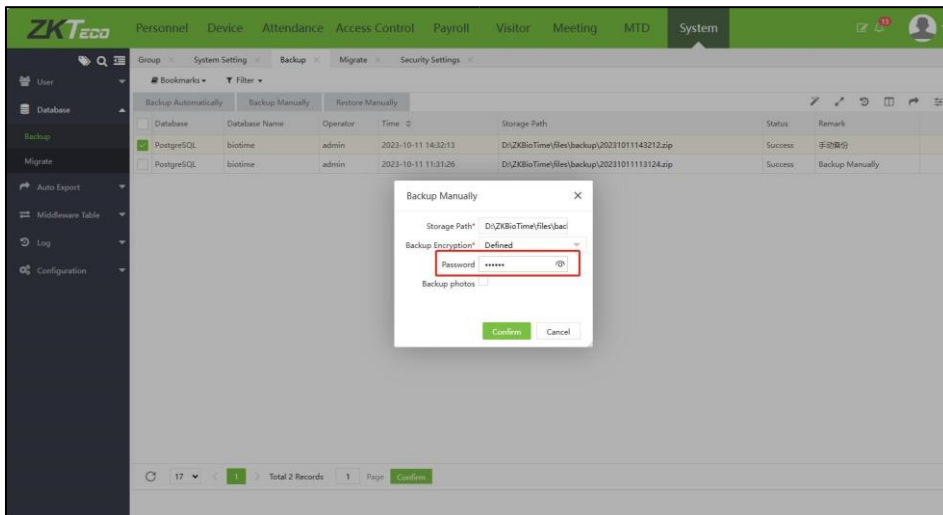 ZKTeco Personnel Device Attendance Access Control Payroll Visitor Meeting MTD System 13
Group × System Setting × Backup × Migrate × Security Settings ×
User
Bookmarks Filter
Database
Backup Automatically Backup Manually Restore Manually
Database Database Name Operator Time Storage Path Status Remark
Backup
PostgreSQL biotime admin 2023-10-11 14:32:13 D:\ZKBioTime\files\backup\20231011143212.zip Success 手动备份
Migrate
PostgreSQL biotime admin 2023-10-11 11:31:26 D:\ZKBioTime\files\backup\20231011113124.zip Success Backup Manually
Auto Export
Middleware Table
Log
Configuration
Backup Manually ×
Storage Path* D:\ZKBioTime\files\bac
Backup Encryption* Defined
Password ••••••
Backup photos
Confirm Cancel
17 < 1 > Total 2 Records 1 Page Confirm